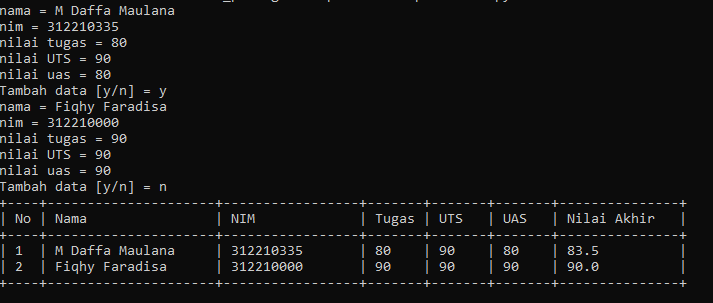 nama = M Daffa Maulana
nim = 312210335
nilai tugas = 80
nilai UTS = 90
nilai uas = 80
Tambah data [y/n] = y
nama = Fiqhy Faradisa
nim = 312210000
nilai tugas = 90
nilai UTS = 90
nilai uas = 90
Tambah data [y/n] = n
+----+---------------------+-----------------+-------+-------+-------+---------------+
| No | Nama | NIM | Tugas | UTS | UAS | Nilai Akhir |
+----+---------------------+-----------------+-------+-------+-------+---------------+
| 1 | M Daffa Maulana | 312210335 | 80 | 90 | 80 | 83.5 |
| 2 | Fiqhy Faradisa | 312210000 | 90 | 90 | 90 | 90.0 |
+----+---------------------+-----------------+-------+-------+-------+---------------+